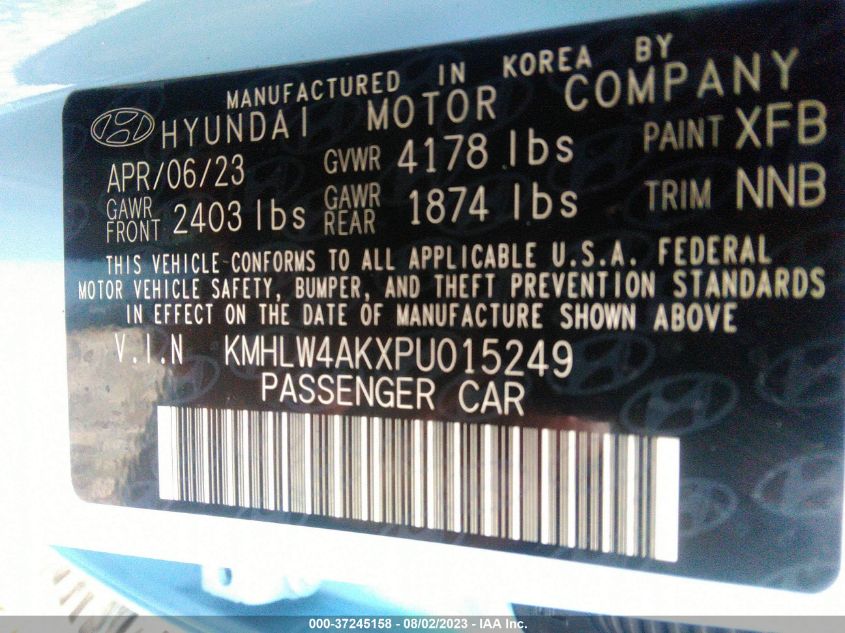 MANUFACTURED IN KOREA BY
HYUNDAI MOTOR COMPANY
APR/06/23 GVWR 4178 lbs PAINT XFB
GAWR FRONT 2403 lbs GAWR REAR 1874 lbs TRIM NNB
THIS VEHICLE CONFORMS TO ALL APPLICABLE U.S.A. FEDERAL
MOTOR VEHICLE SAFETY, BUMPER, AND THEFT PREVENTION STANDARDS
IN EFFECT ON THE DATE OF MANUFACTURE SHOWN ABOVE
V.I.N KMHLW4AKXPU015249
PASSENGER CAR
000-37245158 - 08/02/2023 - IAA Inc.